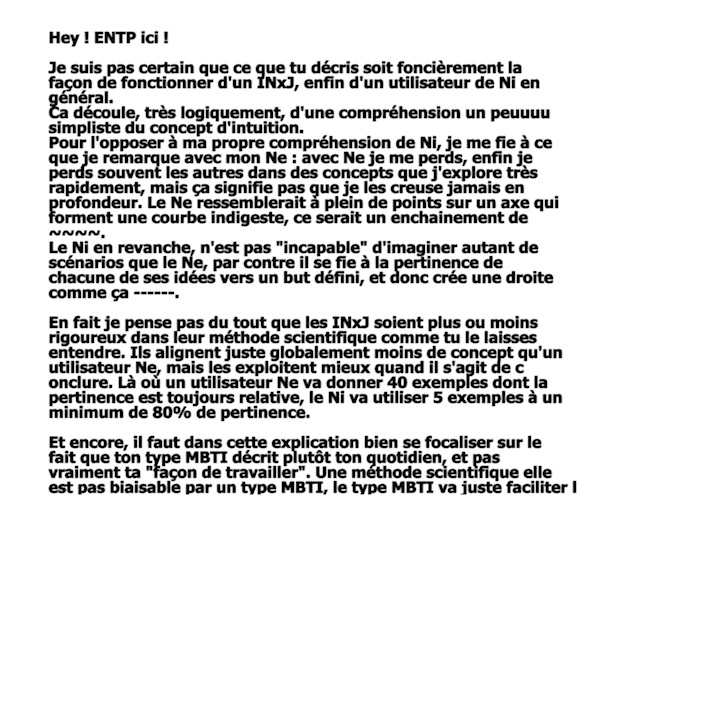 Hey ! ENTP ici !
Je suis pas certain que ce que tu décris soit foncièrement la
façon de fonctionner d'un INxJ, enfin d'un utilisateur de Ni en
général.
Ca découle, très logiquement, d'une compréhension un peuuuu
simpliste du concept d'intuition.
Pour l'opposer à ma propre compréhension de Ni, je me fie à ce
que je remarque avec mon Ne : avec Ne je me perds, enfin je
perds souvent les autres dans des concepts que j'explore très
rapidement, mais ça signifie pas que je les creuse jamais en
profondeur. Le Ne ressemblerait à plein de points sur un axe qui
forment une courbe indigeste, ce serait un enchainement de
~~~~.
Le Ni en revanche, n'est pas "incapable" d'imaginer autant de
scénarios que le Ne, par contre il se fie à la pertinence de
chacune de ses idées vers un but défini, et donc crée une droite
comme ça ------.
En fait je pense pas du tout que les INxJ soient plus ou moins
rigoureux dans leur méthode scientifique comme tu le laisses
entendre. Ils alignent juste globalement moins de concept qu'un
utilisateur Ne, mais les exploitent mieux quand il s'agit de c
onclure. Là où un utilisateur Ne va donner 40 exemples dont la
pertinence est toujours relative, le Ni va utiliser 5 exemples à un
minimum de 80% de pertinence.
Et encore, il faut dans cette explication bien se focaliser sur le
fait que ton type MBTI décrit plutôt ton quotidien, et pas
vraiment ta "façon de travailler". Une méthode scientifique elle
est pas biaisable par un type MBTI, le type MBTI va juste faciliter l